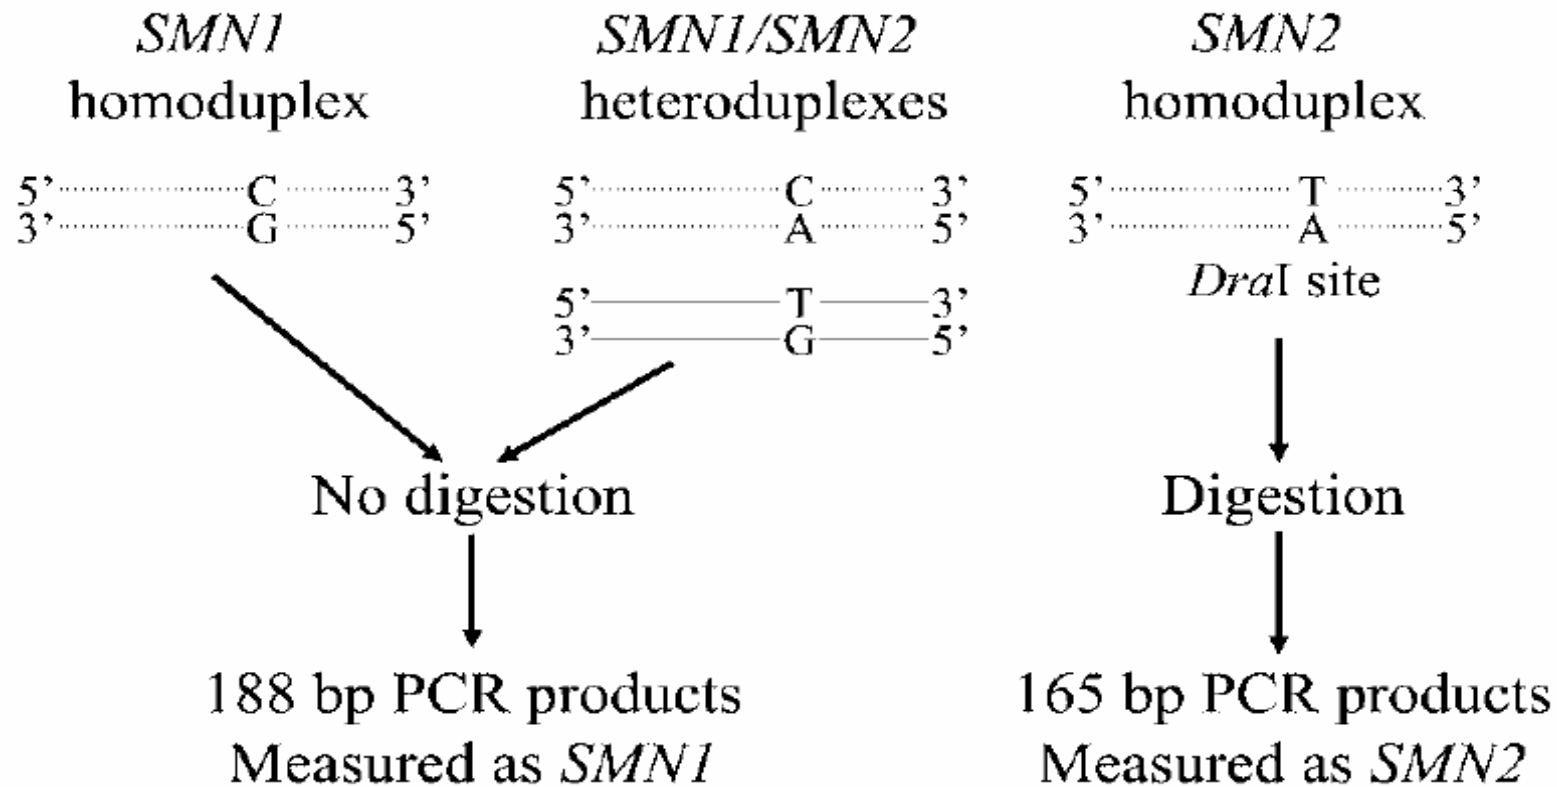 SMN1
homoduplex
5’ C 3’
3’ G 5’
SMN1/SMN2
heteroduplexes
5’ C 3’
3’ A 5’
5’ T 3’
3’ G 5’
SMN2
homoduplex
5’ T 3’
3’ A 5’
DraI site
No digestion
Digestion
188 bp PCR products
Measured as SMN1
165 bp PCR products
Measured as SMN2